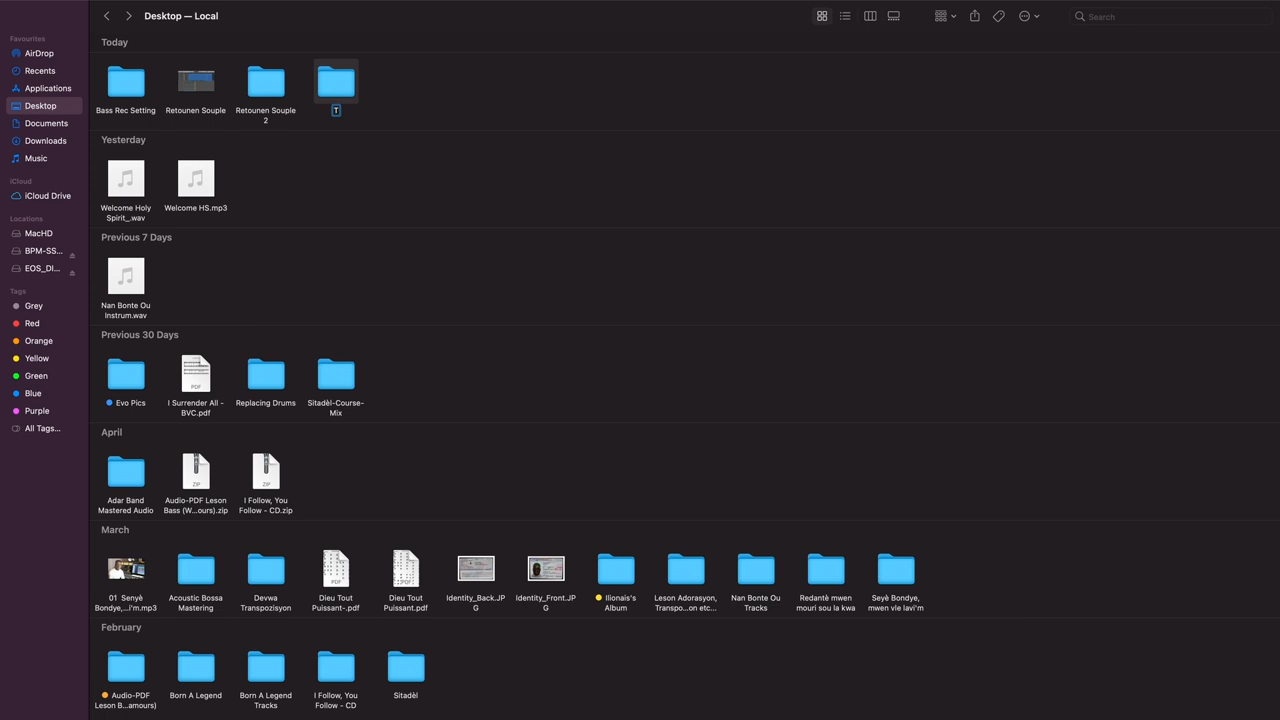 Desktop — Local
Search
Favourites
AirDrop
Recents
Applications
Desktop
Documents
Downloads
Music
iCloud
iCloud Drive
Locations
MacHD
BPM-SS...
EOS_DI...
Tags
Grey
Red
Orange
Yellow
Green
Blue
Purple
All Tags...
Today
Bass Rec Setting
Retounen Souple
Retounen Souple
2
T
Yesterday
Welcome Holy
Spirit_.wav
Welcome HS.mp3
Previous 7 Days
Nan Bonte Ou
Instrum.wav
Previous 30 Days
Evo Pics
PDF
I Surrender All -
BVC.pdf
Replacing Drums
Sitadèl-Course-
Mix
April
Adar Band
Mastered Audio
ZIP
Audio-PDF Leson
Bass (W...ours).zip
ZIP
I Follow, You
Follow - CD.zip
March
01 Senyè
Bondye,...i'm.mp3
Acoustic Bossa
Mastering
Devwa
Transpozisyon
PDF
Dieu Tout
Puissant-.pdf
PDF
Dieu Tout
Puissant.pdf
Identity_Back.JP
G
Identity_Front.JP
G
Ilionais's
Album
Leson Adorasyon,
Transpo...on etc...
Nan Bonte Ou
Tracks
Redantè mwen
mouri sou la kwa
Seyè Bondye,
mwen vle lavi'm
February
Audio-PDF
Leson B...amours)
Born A Legend
Born A Legend
Tracks
I Follow, You
Follow - CD
Sitadèl